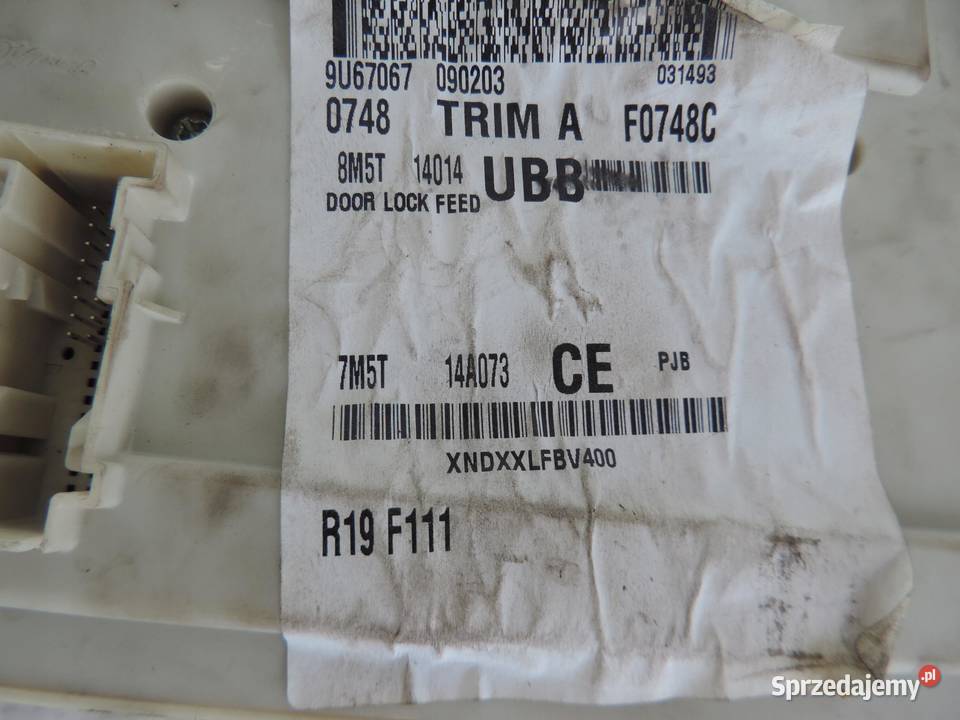 9U67067 090203 031493
0748 TRIM A F0748C
8M5T 14014 UBB
DOOR LOCK FEED
7M5T 14A073 CE PJB
XNDXXLFBV400
R19 F111
Sprzedajemy.pl